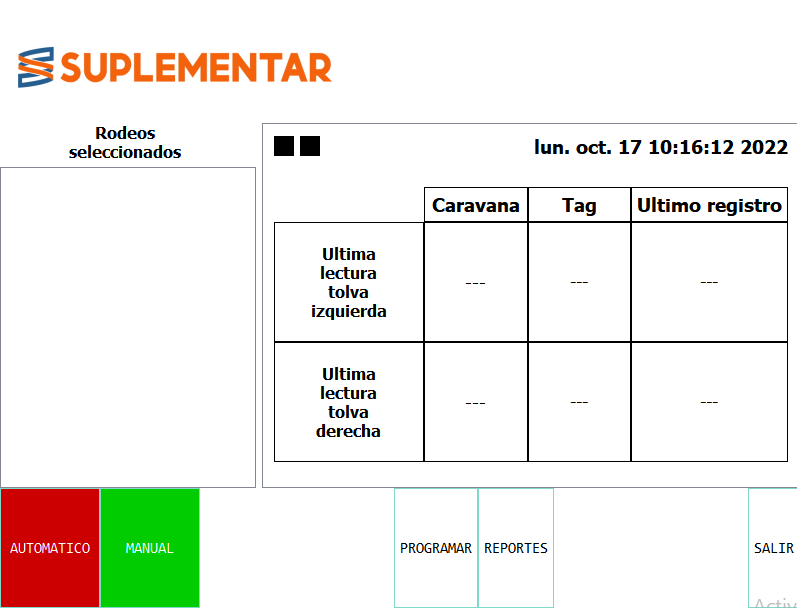 SUPLEMENTAR
Rodeos
seleccionados
lun. oct. 17 10:16:12 2022
Caravana Tag Ultimo registro
Ultima
lectura
tolva
izquierda
--- --- ---
Ultima
lectura
tolva
derecha
--- --- ---
AUTOMATICO MANUAL PROGRAMAR REPORTES SALIR